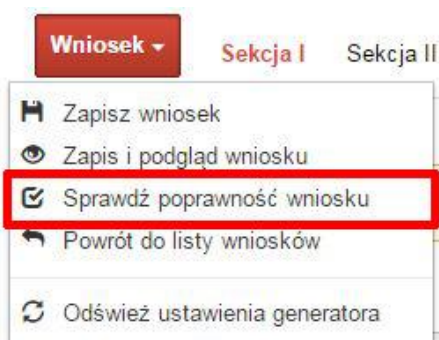 Wniosek Sekcja I Sekcja II
Zapisz wniosek
Zapis i podgląd wniosku
Sprawdź poprawność wniosku
Powrót do listy wniosków
Odśwież ustawienia generatora